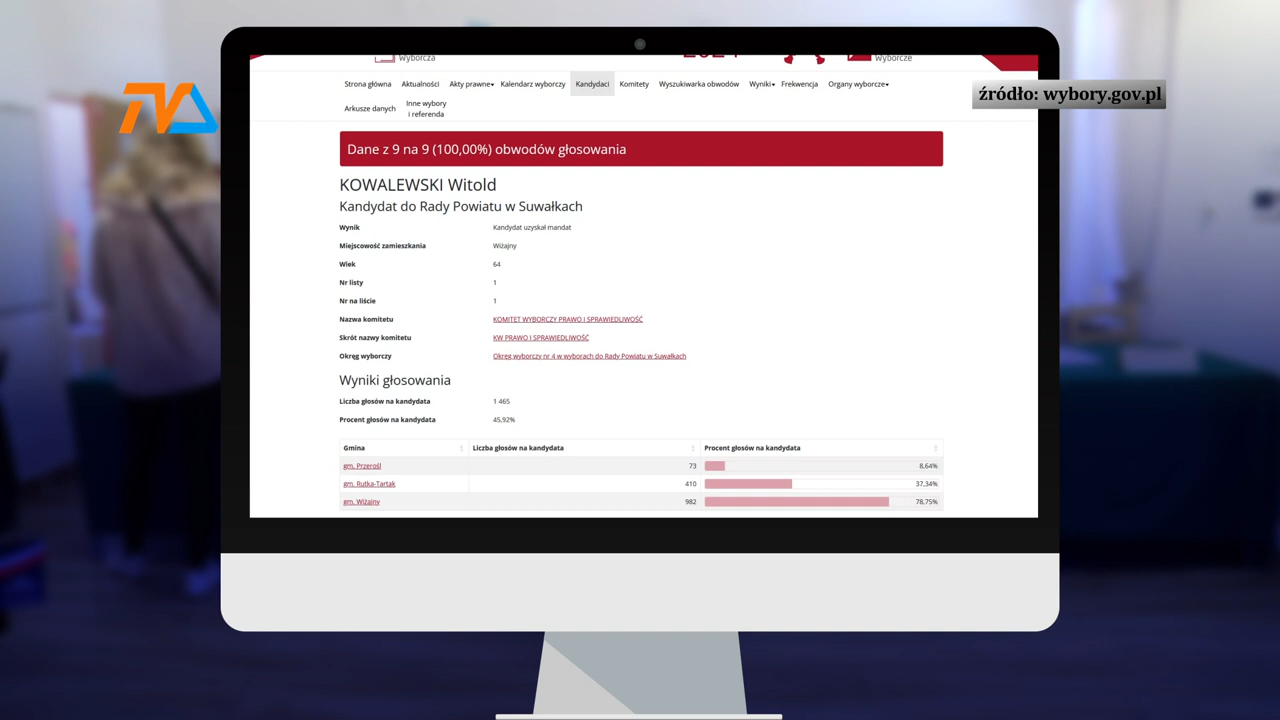 Wyborcza
Wyborcze
Strona główna Aktualności Akty prawne Kalendarz wyborczy Kandydaci Komitety Wyszukiwarka obwodów Wyniki Frekwencja Organy wyborcze
Arkusze danych Inne wybory i referenda
TVA
źródło: wybory.gov.pl
Dane z 9 na 9 (100,00%) obwodów głosowania
KOWALEWSKI Witold
Kandydat do Rady Powiatu w Suwałkach
Wynik Kandydat uzyskał mandat
Miejscowość zamieszkania Wiżajny
Wiek 64
Nr listy 1
Nr na liście 1
Nazwa komitetu KOMITET WYBORCZY PRAWO I SPRAWIEDLIWOŚĆ
Skrót nazwy komitetu KW PRAWO I SPRAWIEDLIWOŚĆ
Okręg wyborczy Okręg wyborczy nr 4 w wyborach do Rady Powiatu w Suwałkach
Wyniki głosowania
Liczba głosów na kandydata 1 465
Procent głosów na kandydata 45,92%
Gmina Liczba głosów na kandydata Procent głosów na kandydata
gm. Przerośl 73 8,64%
gm. Rutka-Tartak 410 37,34%
gm. Wiżajny 982 78,75%